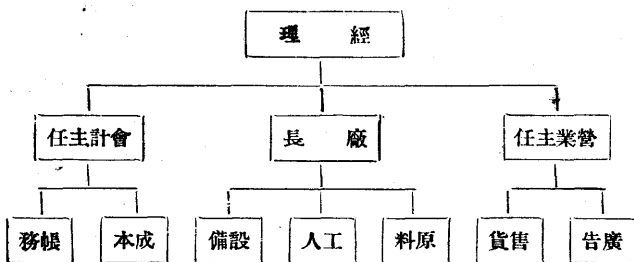 經理
營業主任
廠長
會計主任
廣告
售貨
原料
工人
設備
成本
帳務